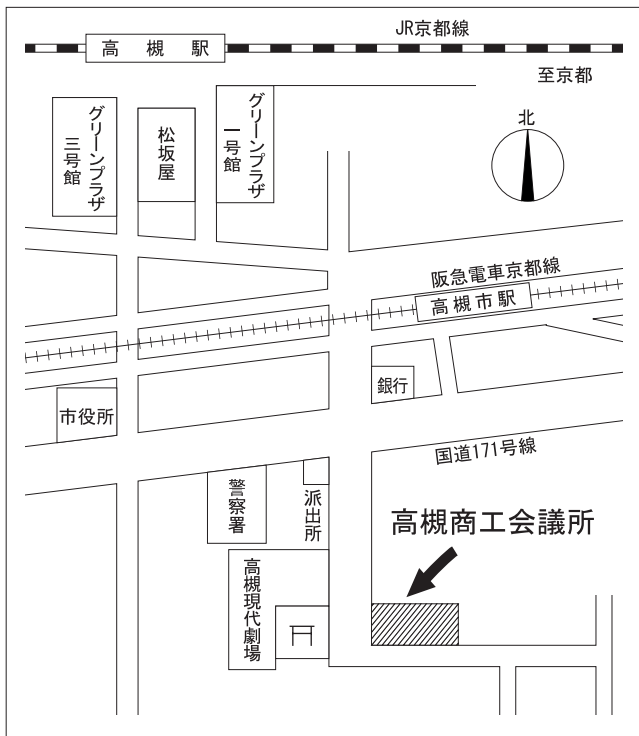 JR京都線
高槻駅
至京都
グリーンプラザ
三号館
松坂屋
グリーンプラザ
一号館
北
阪急電車京都線
高槻市駅
銀行
市役所
国道171号線
警察署
派出所
高槻商工会議所
高槻現代劇場